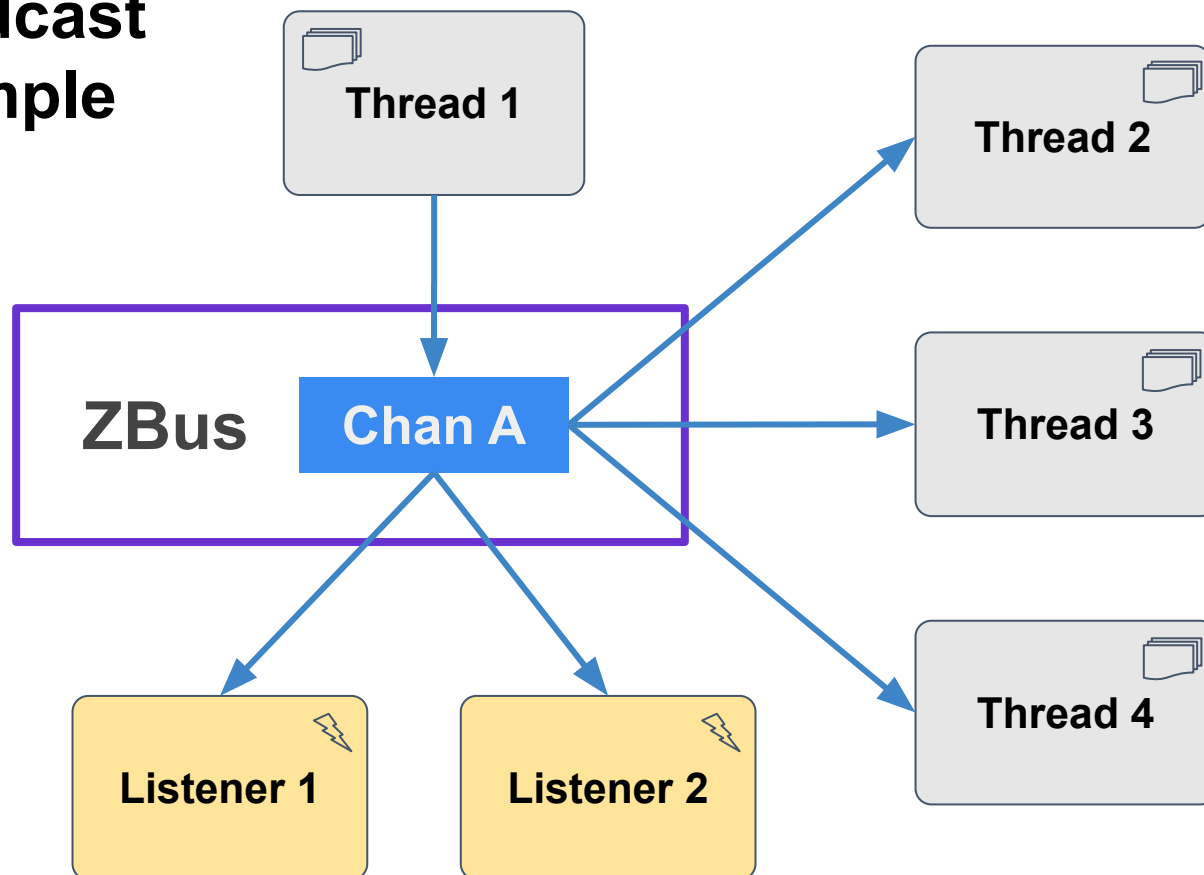 dcast
nple
Thread 1
Thread 2
ZBus
Chan A
Thread 3
Thread 4
Listener 1
Listener 2